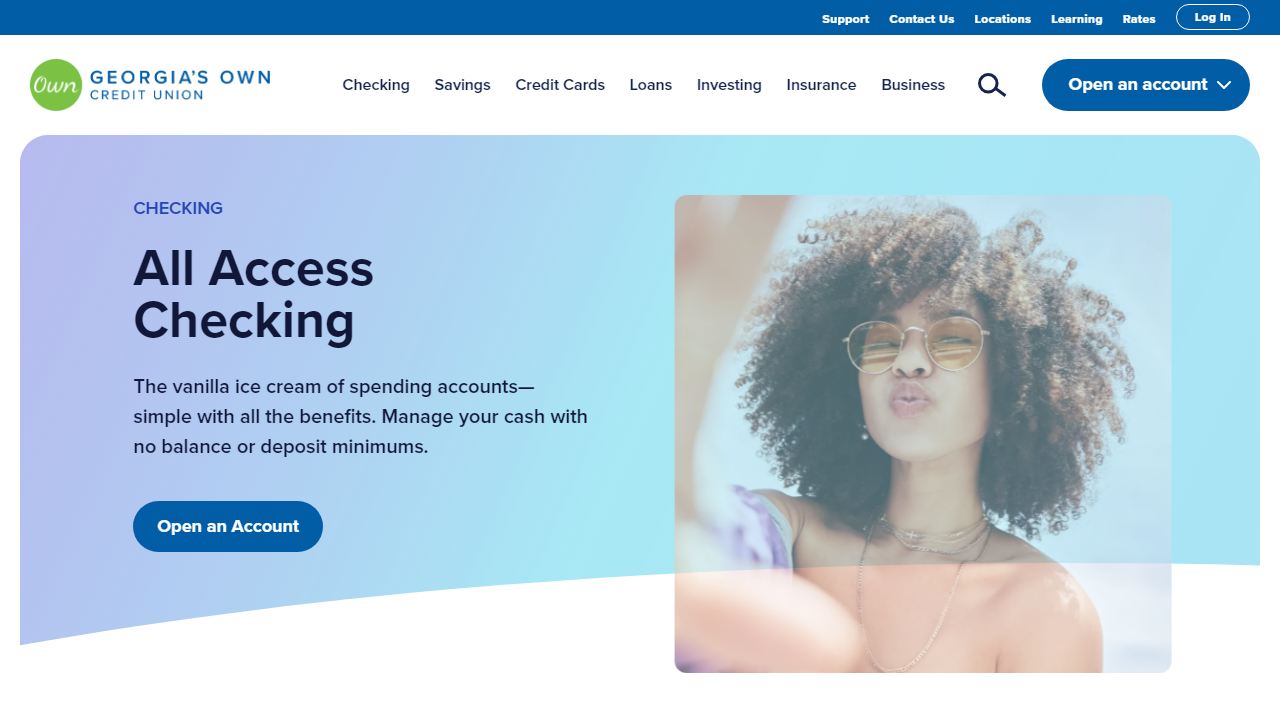 Support Contact Us Locations Learning Rates Log In
Own GEORGIA'S OWN
CREDIT UNION
Checking Savings Credit Cards Loans Investing Insurance Business Open an account
CHECKING
All Access
Checking
The vanilla ice cream of spending accounts—
simple with all the benefits. Manage your cash with
no balance or deposit minimums.
Open an Account